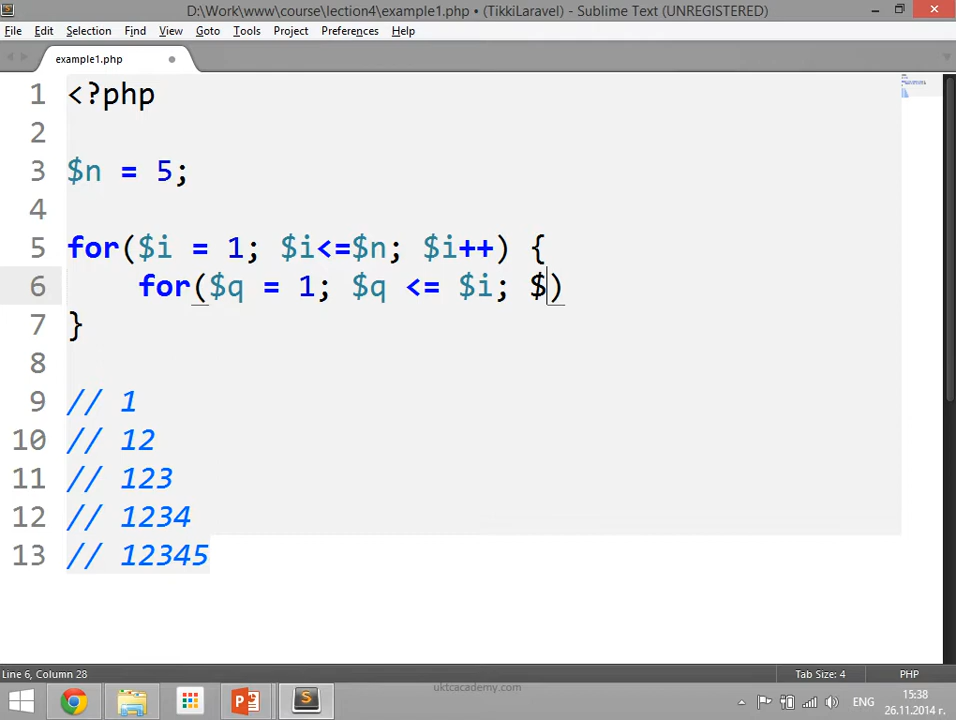 D:\Work\www\course\lection4\example1.php • (TikkiLaravel) - Sublime Text (UNREGISTERED)
File Edit Selection Find View Goto Tools Project Preferences Help
example1.php
1 <?php
2
3 $n = 5;
4
5 for($i = 1; $i<=$n; $i++) {
6 for($q = 1; $q <= $i; $)
7 }
8
9 // 1
10 // 12
11 // 123
12 // 1234
13 // 12345
Line 6, Column 28 Tab Size: 4 PHP
uktcacademy.com
ENG 15:38
26.11.2014 г.